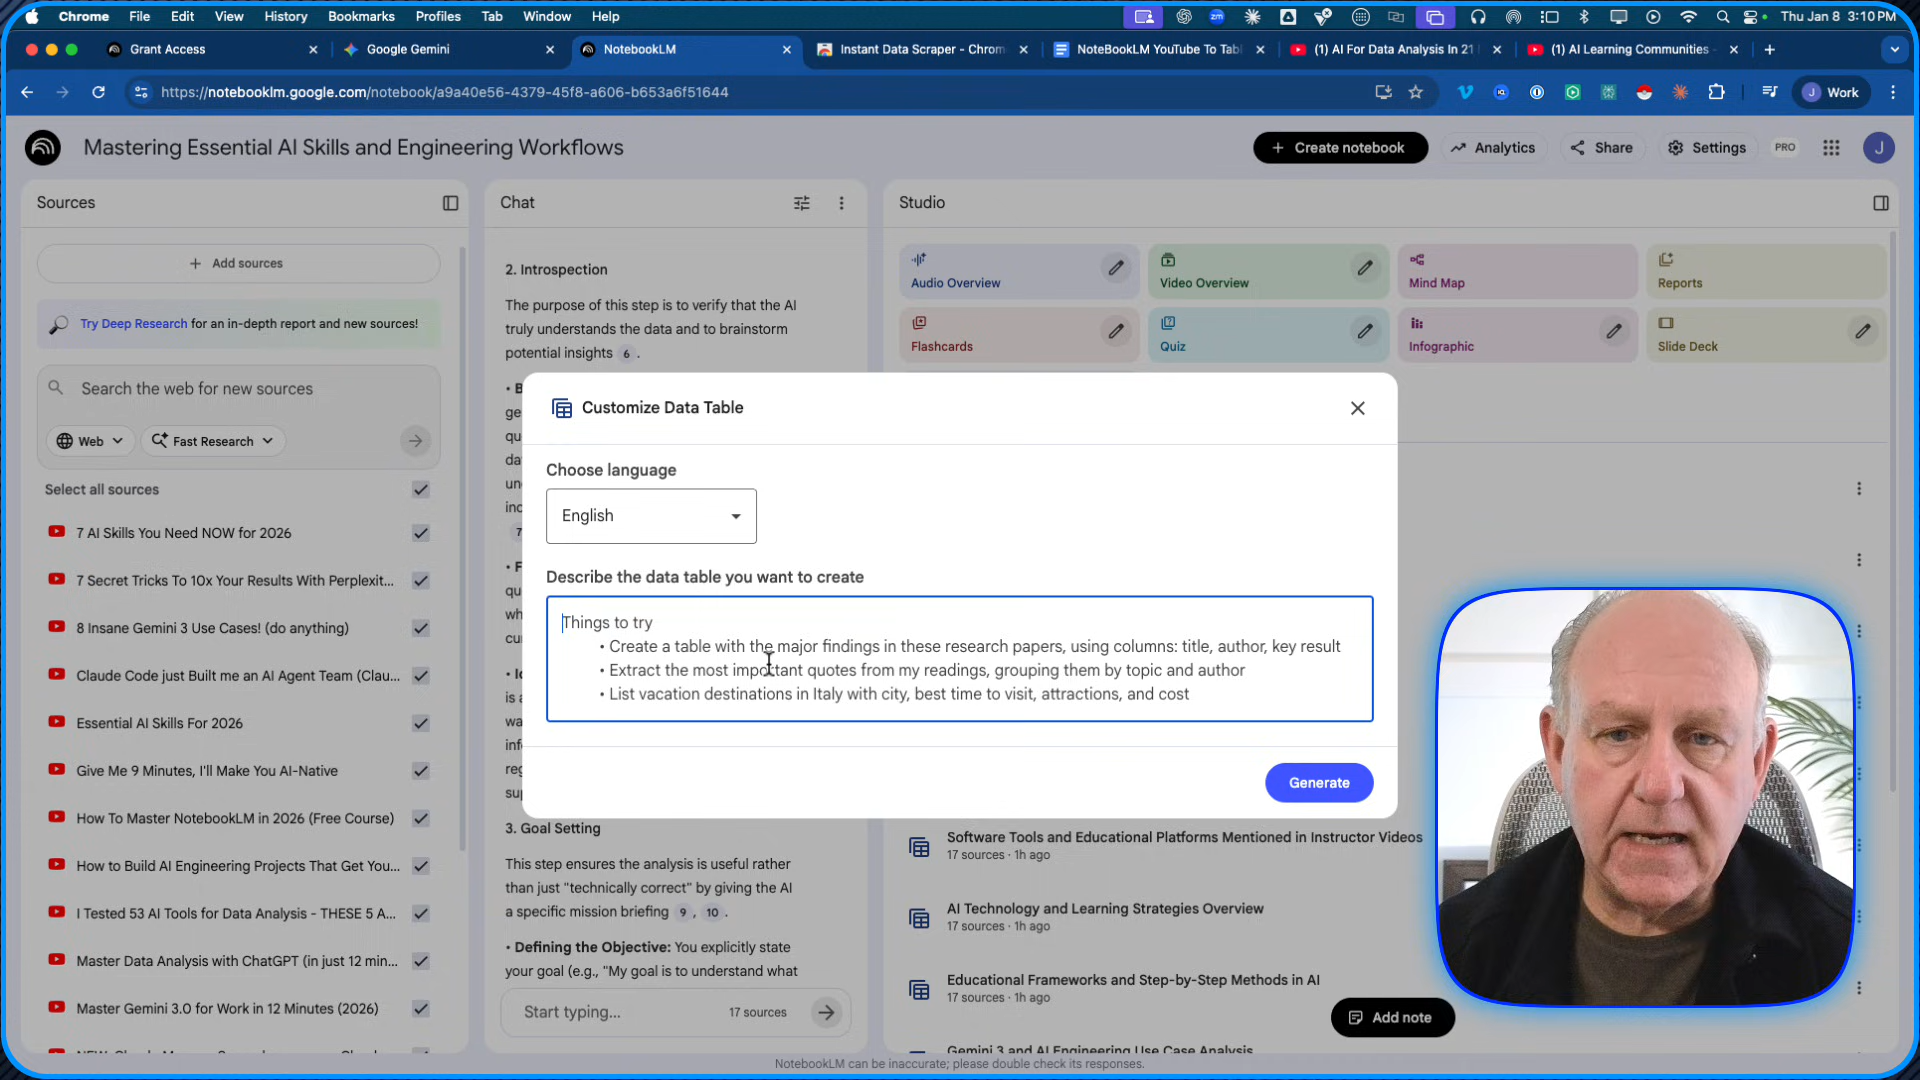 Chrome File Edit View History Bookmarks Profiles Tab Window Help
zm
Thu Jan 8 3:10 PM
Grant Access
Google Gemini
NotebookLM
Instant Data Scraper - Chrom
NoteBookLM YouTube To Tabl
(1) AI For Data Analysis In 21
(1) AI Learning Communities -
https://notebooklm.google.com/notebook/a9a40e56-4379-45f8-a606-b653a6f51644
J Work
Mastering Essential AI Skills and Engineering Workflows
+ Create notebook
Analytics
Share
Settings
PRO
J
Sources
+ Add sources
Try Deep Research for an in-depth report and new sources!
Search the web for new sources
Web
Fast Research
Select all sources
7 AI Skills You Need NOW for 2026
7 Secret Tricks To 10x Your Results With Perplexit...
8 Insane Gemini 3 Use Cases! (do anything)
Claude Code just Built me an AI Agent Team (Clau...
Essential AI Skills For 2026
Give Me 9 Minutes, I'll Make You AI-Native
How To Master NotebookLM in 2026 (Free Course)
How to Build AI Engineering Projects That Get You...
I Tested 53 AI Tools for Data Analysis - THESE 5 A...
Master Data Analysis with ChatGPT (in just 12 min...
Master Gemini 3.0 for Work in 12 Minutes (2026)
Chat
2. Introspection
The purpose of this step is to verify that the AI
truly understands the data and to brainstorm
potential insights 6 .
3. Goal Setting
This step ensures the analysis is useful rather
than just "technically correct" by giving the AI
a specific mission briefing 9 , 10 .
• Defining the Objective: You explicitly state
your goal (e.g., "My goal is to understand what
Start typing...
17 sources
Studio
Audio Overview
Video Overview
Mind Map
Reports
Flashcards
Quiz
Infographic
Slide Deck
Customize Data Table
Choose language
English
Describe the data table you want to create
Things to try
• Create a table with the major findings in these research papers, using columns: title, author, key result
• Extract the most important quotes from my readings, grouping them by topic and author
• List vacation destinations in Italy with city, best time to visit, attractions, and cost
Generate
Software Tools and Educational Platforms Mentioned in Instructor Videos
17 sources · 1h ago
AI Technology and Learning Strategies Overview
17 sources · 1h ago
Educational Frameworks and Step-by-Step Methods in AI
17 sources · 1h ago
Gemini 3 and AI Engineering Use Case Analysis
Add note
NotebookLM can be inaccurate; please double check its responses.